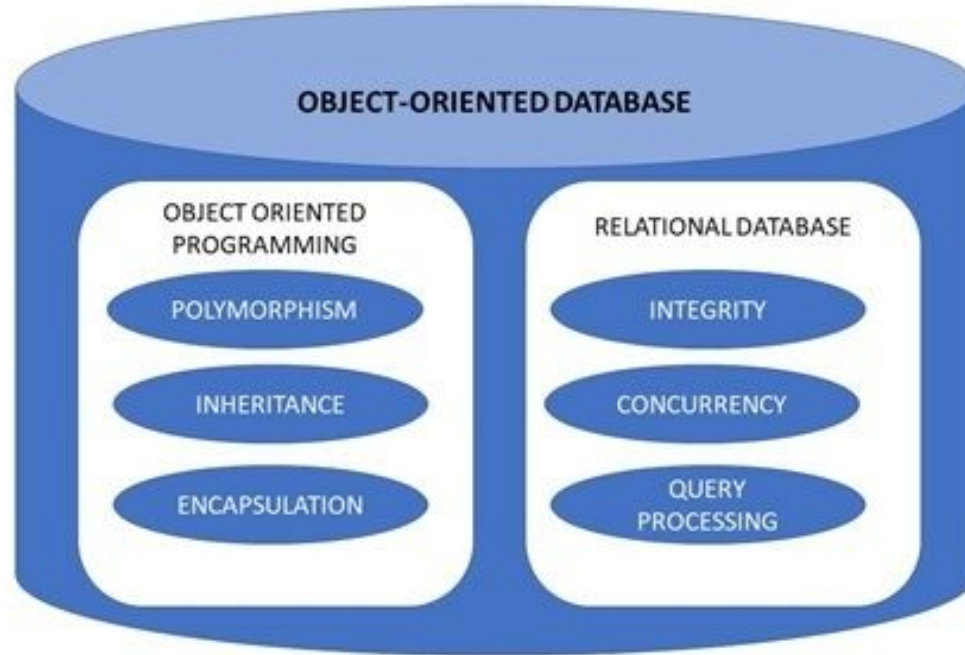 OBJECT-ORIENTED DATABASE
OBJECT ORIENTED
PROGRAMMING
POLYMORPHISM
INHERITANCE
ENCAPSULATION
RELATIONAL DATABASE
INTEGRITY
CONCURRENCY
QUERY
PROCESSING